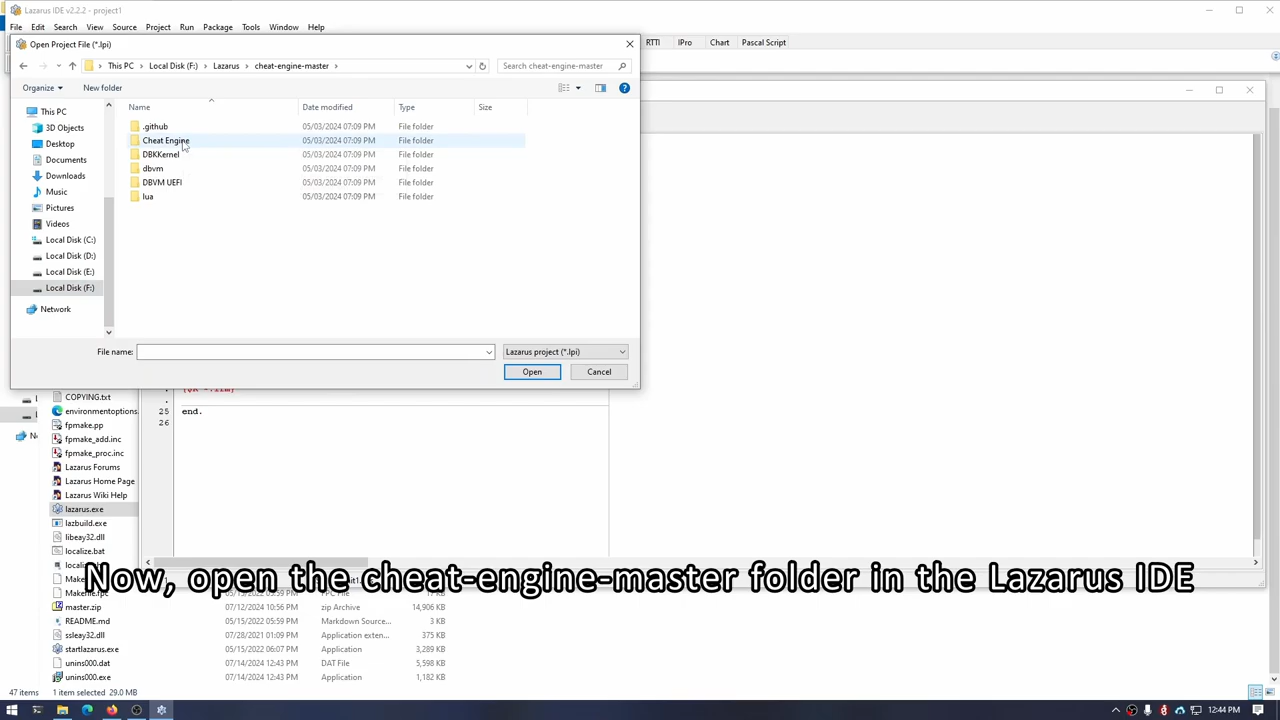 Lazarus IDE v2.2.2 - project1
File Edit Search View Source Project Run Package Tools Window Help
Open Project File (*.lpi)
RTTI IPro Chart Pascal Script
This PC > Local Disk (F:) > Lazarus > cheat-engine-master >
Search cheat-engine-master
Organize New folder
Name Date modified Type Size
This PC
3D Objects
Desktop
Documents
Downloads
Music
Pictures
Videos
Local Disk (C:)
Local Disk (D:)
Local Disk (E:)
Local Disk (F:)
Network
.github 05/03/2024 07:09 PM File folder
Cheat Engine 05/03/2024 07:09 PM File folder
DBKKernel 05/03/2024 07:09 PM File folder
dbvm 05/03/2024 07:09 PM File folder
DBVM UEFI 05/03/2024 07:09 PM File folder
lua 05/03/2024 07:09 PM File folder
File name:
Lazarus project (*.lpi)
Open Cancel
25 end.
26
COPYING.txt
environmentoptions.
fpmake.pp
fpmake_add.inc
fpmake_proc.inc
Lazarus Forums
Lazarus Home Page
Lazarus Wiki Help
lazarus.exe
lazbuild.exe
libeay32.dll
localize.bat
Now, open the cheat-engine-master folder in the Lazarus IDE
master.zip 07/12/2024 10:56 PM zip Archive 14,906 KB
README.md 05/15/2022 05:59 PM Markdown Source... 3 KB
ssleay32.dll 07/28/2021 01:09 PM Application exten... 375 KB
startlazarus.exe 05/15/2022 06:07 PM Application 3,289 KB
unins000.dat 07/14/2024 12:43 PM DAT File 5,598 KB
unins000.exe 07/14/2024 12:43 PM Application 1,182 KB
47 items 1 item selected 29.0 MB
12:44 PM